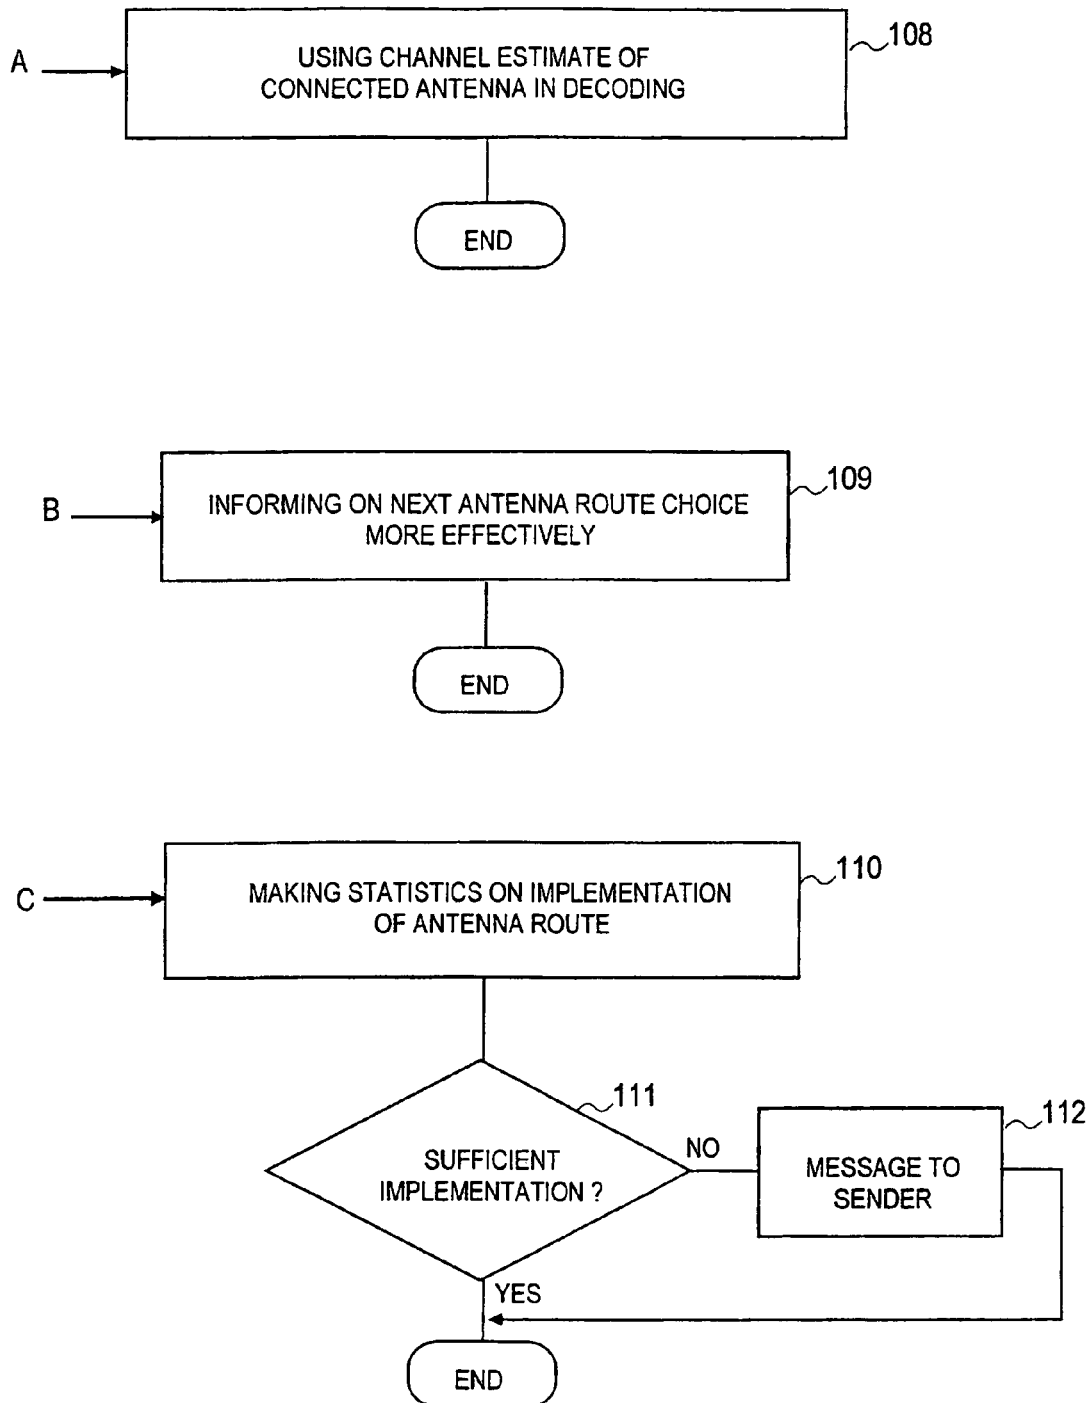 A
USING CHANNEL ESTIMATE OF
CONNECTED ANTENNA IN DECODING
108
END
B
INFORMING ON NEXT ANTENNA ROUTE CHOICE
MORE EFFECTIVELY
109
END
C
MAKING STATISTICS ON IMPLEMENTATION
OF ANTENNA ROUTE
110
SUFFICIENT
IMPLEMENTATION ?
111
NO
MESSAGE TO
SENDER
112
YES
END